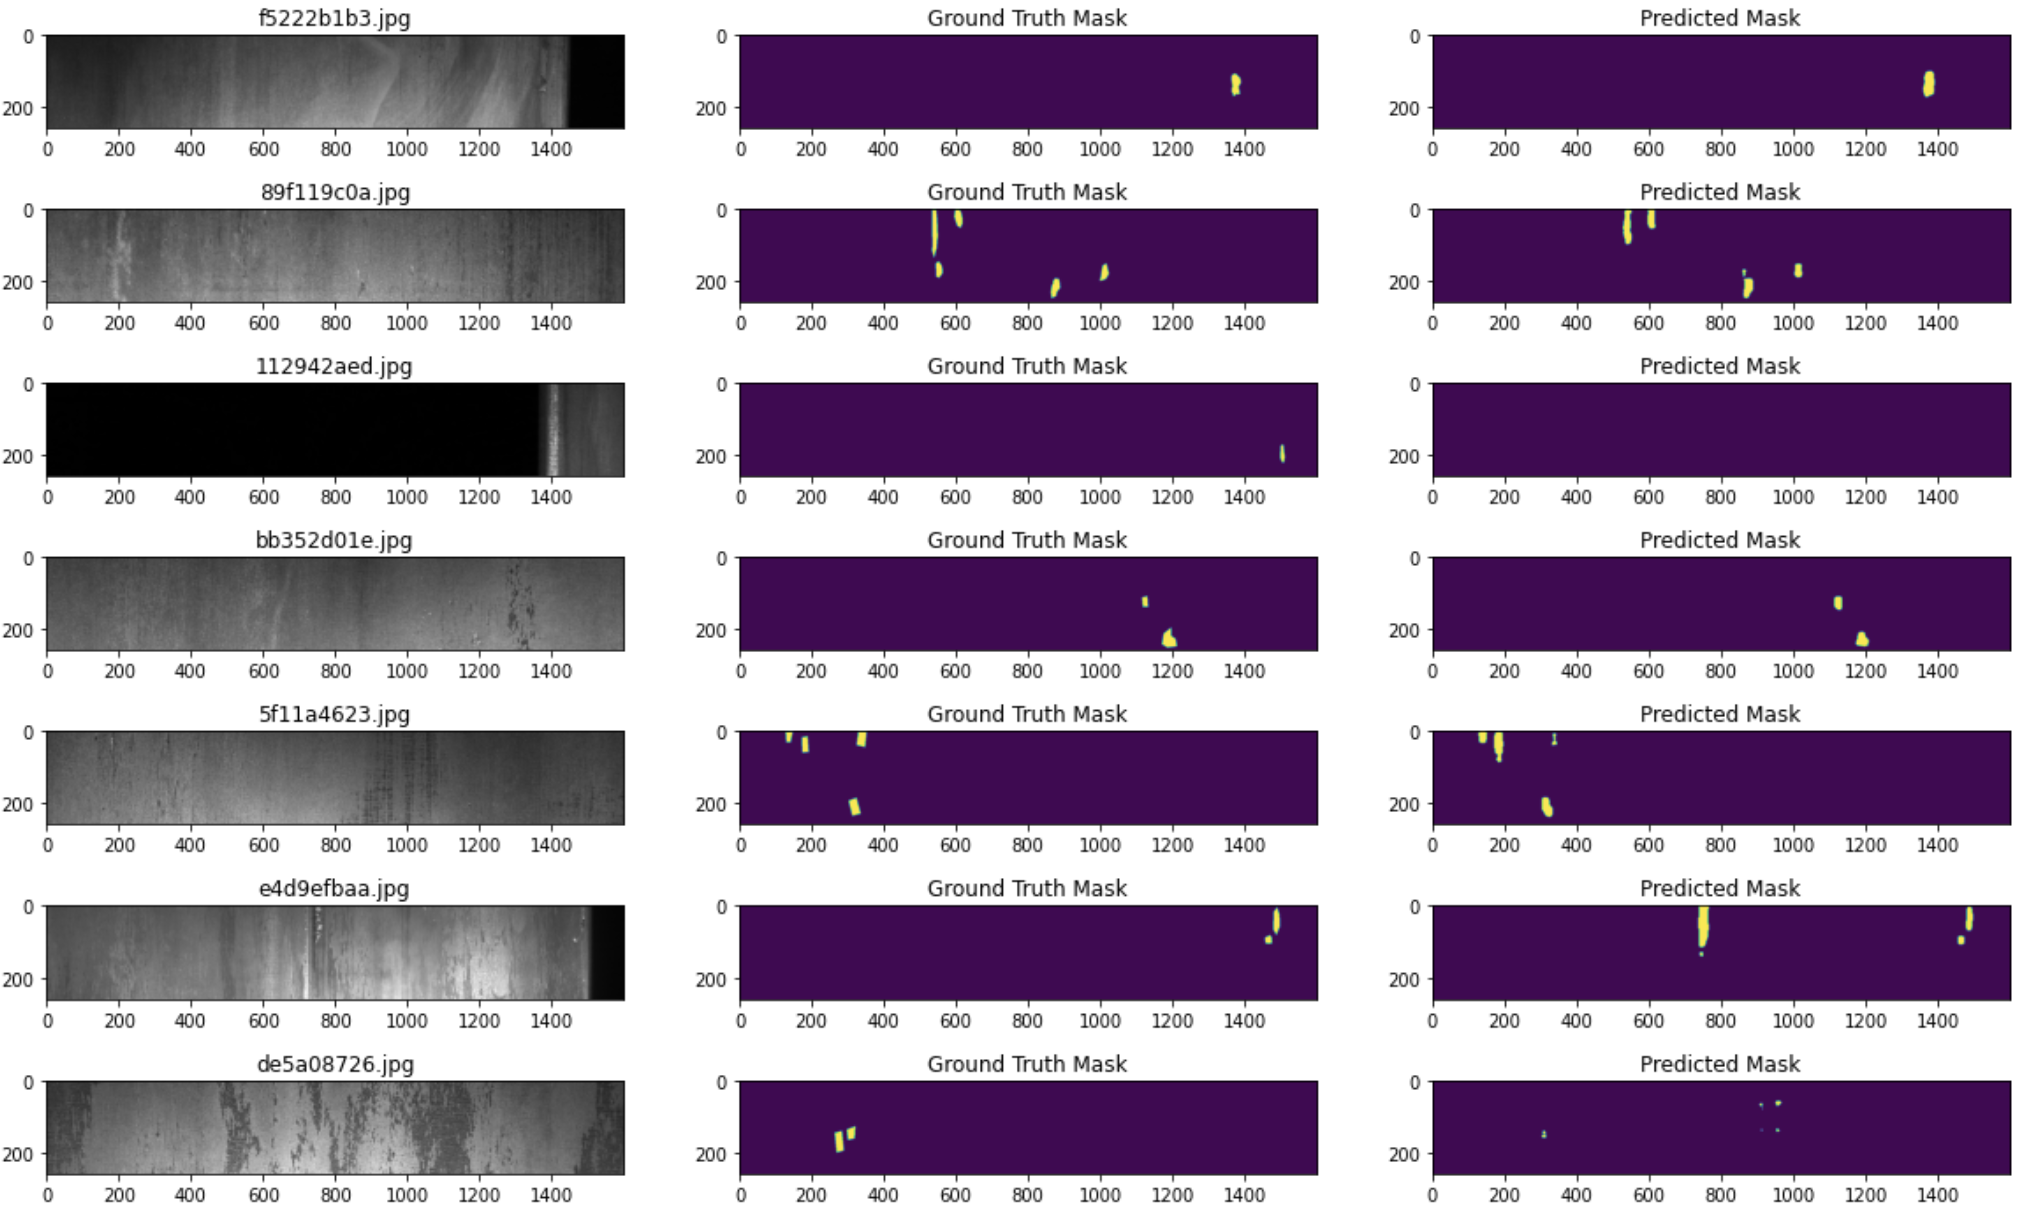 f5222b1b3.jpg Ground Truth Mask Predicted Mask
0 0 0
200 200 200
0 200 400 600 800 1000 1200 1400 0 200 400 600 800 1000 1200 1400 0 200 400 600 800 1000 1200 1400
89f119c0a.jpg Ground Truth Mask Predicted Mask
0 0 0
200 200 200
0 200 400 600 800 1000 1200 1400 0 200 400 600 800 1000 1200 1400 0 200 400 600 800 1000 1200 1400
112942aed.jpg Ground Truth Mask Predicted Mask
0 0 0
200 200 200
0 200 400 600 800 1000 1200 1400 0 200 400 600 800 1000 1200 1400 0 200 400 600 800 1000 1200 1400
bb352d01e.jpg Ground Truth Mask Predicted Mask
0 0 0
200 200 200
0 200 400 600 800 1000 1200 1400 0 200 400 600 800 1000 1200 1400 0 200 400 600 800 1000 1200 1400
5f11a4623.jpg Ground Truth Mask Predicted Mask
0 0 0
200 200 200
0 200 400 600 800 1000 1200 1400 0 200 400 600 800 1000 1200 1400 0 200 400 600 800 1000 1200 1400
e4d9efbaa.jpg Ground Truth Mask Predicted Mask
0 0 0
200 200 200
0 200 400 600 800 1000 1200 1400 0 200 400 600 800 1000 1200 1400 0 200 400 600 800 1000 1200 1400
de5a08726.jpg Ground Truth Mask Predicted Mask
0 0 0
200 200 200
0 200 400 600 800 1000 1200 1400 0 200 400 600 800 1000 1200 1400 0 200 400 600 800 1000 1200 1400